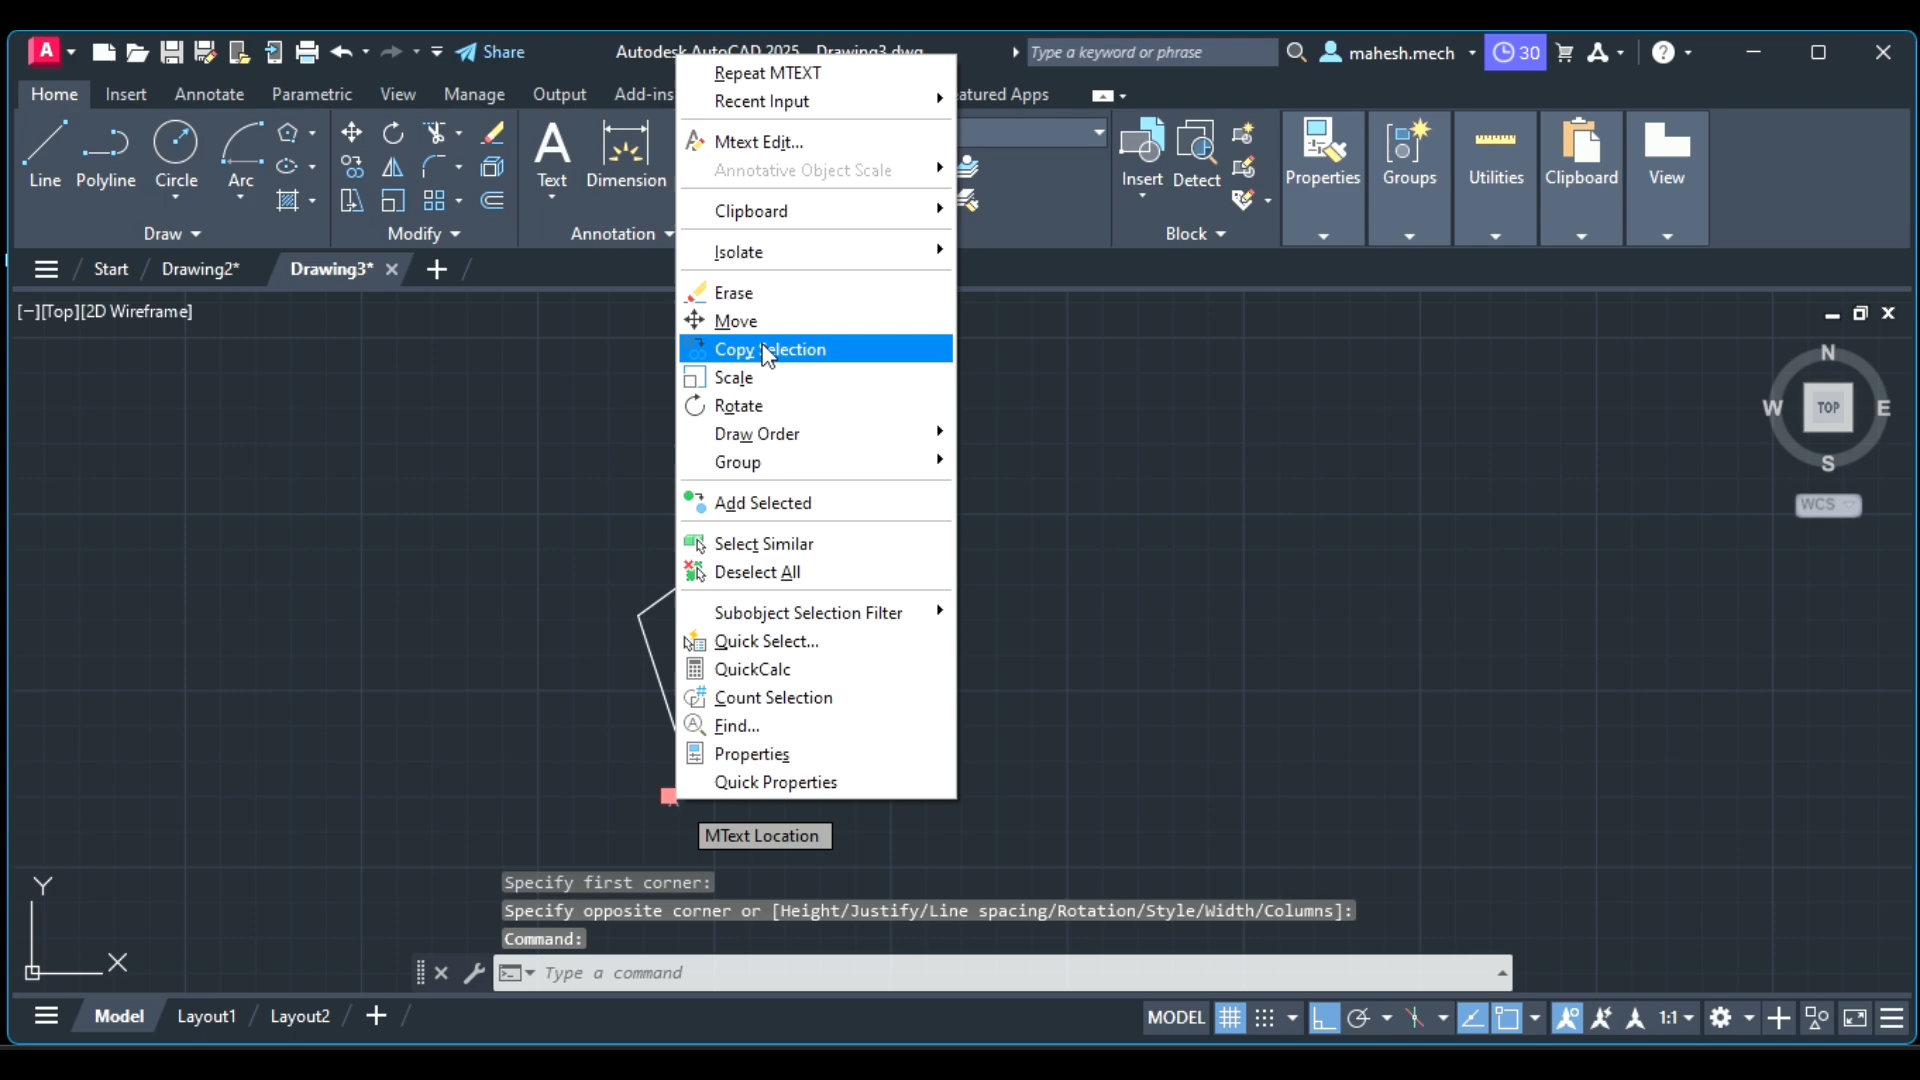 A
Share
Autodesk AutoCAD 2025 Drawing3.dwg
Type a keyword or phrase
mahesh.mech
30
Home
Insert
Annotate
Parametric
View
Manage
Output
Add-ins
atured Apps
Line
Polyline
Circle
Arc
Text
Dimension
Insert
Detect
Properties
Groups
Utilities
Clipboard
View
Draw
Modify
Annotation
Block
Start
Drawing2*
Drawing3*
[−][Top][2D Wireframe]
Repeat MTEXT
Recent Input
Mtext Edit...
Annotative Object Scale
Clipboard
Isolate
Erase
Move
Copy Selection
Scale
Rotate
Draw Order
Group
Add Selected
Select Similar
Deselect All
Subobject Selection Filter
Quick Select...
QuickCalc
Count Selection
Find...
Properties
Quick Properties
N
W
TOP
E
S
WCS
MText Location
Y
X
Specify first corner:
Specify opposite corner or [Height/Justify/Line spacing/Rotation/Style/Width/Columns]:
Command:
Type a command
Model
Layout1
Layout2
MODEL
1:1